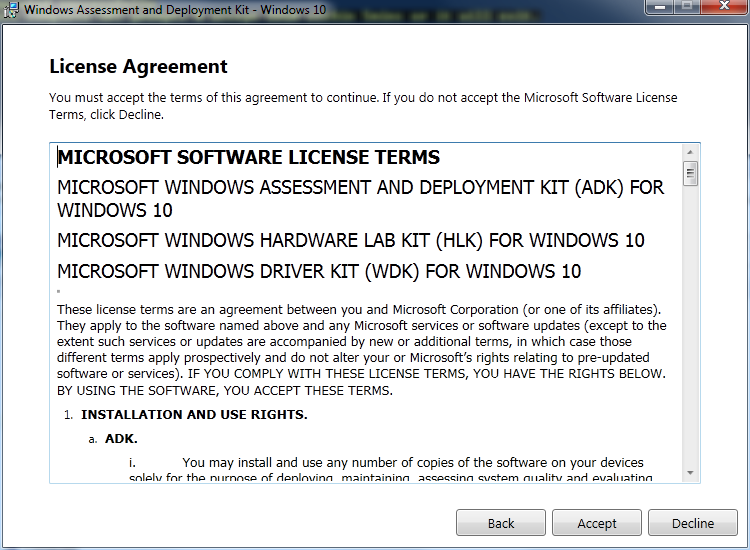 Windows Assessment and Deployment Kit - Windows 10
License Agreement
You must accept the terms of this agreement to continue. If you do not accept the Microsoft Software License
Terms, click Decline.
MICROSOFT SOFTWARE LICENSE TERMS
MICROSOFT WINDOWS ASSESSMENT AND DEPLOYMENT KIT (ADK) FOR
WINDOWS 10
MICROSOFT WINDOWS HARDWARE LAB KIT (HLK) FOR WINDOWS 10
MICROSOFT WINDOWS DRIVER KIT (WDK) FOR WINDOWS 10
These license terms are an agreement between you and Microsoft Corporation (or one of its affiliates).
They apply to the software named above and any Microsoft services or software updates (except to the
extent such services or updates are accompanied by new or additional terms, in which case those
different terms apply prospectively and do not alter your or Microsoft’s rights relating to pre-updated
software or services). IF YOU COMPLY WITH THESE LICENSE TERMS, YOU HAVE THE RIGHTS BELOW.
BY USING THE SOFTWARE, YOU ACCEPT THESE TERMS.
1. INSTALLATION AND USE RIGHTS.
a. ADK.
i. You may install and use any number of copies of the software on your devices
solely for the purpose of deploying, maintaining, assessing system quality and evaluating
Back Accept Decline